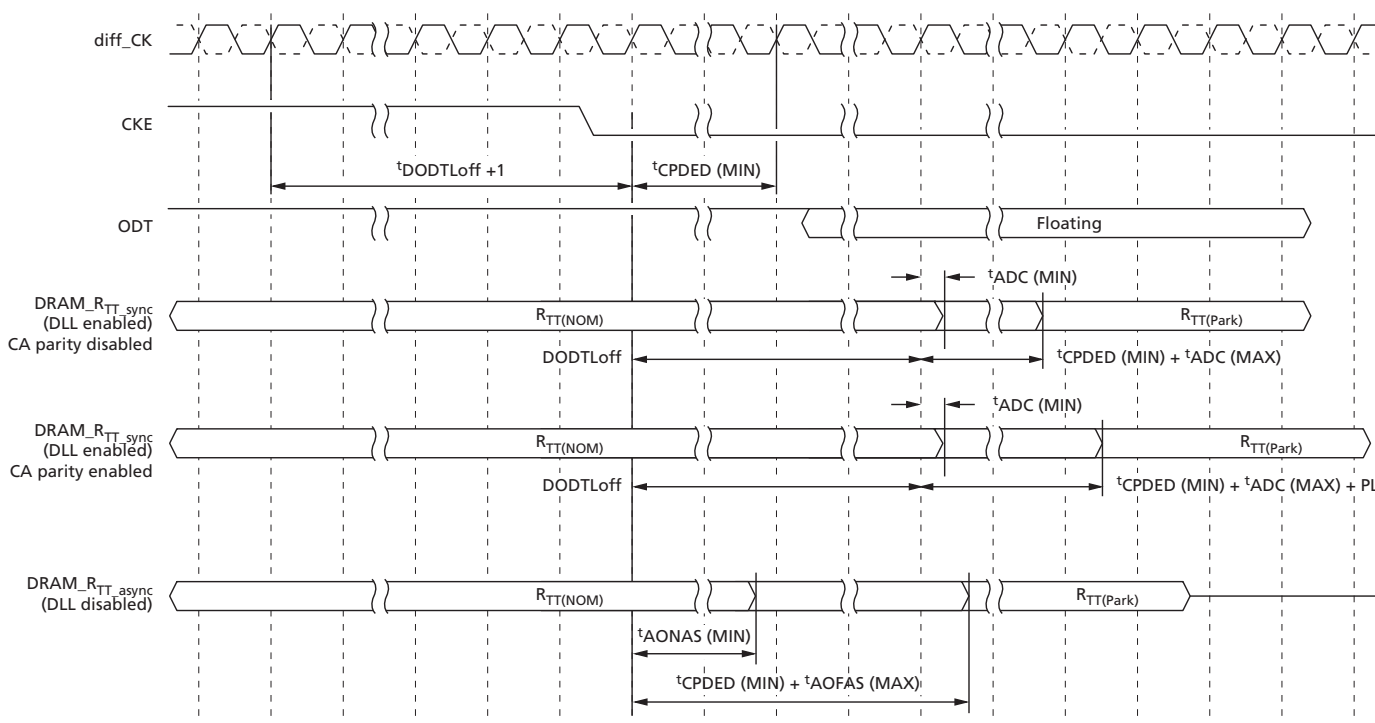 diff_CK
CKE
tDODTLoff +1
tCPDED (MIN)
ODT
Floating
tADC (MIN)
DRAM_RTT_sync
(DLL enabled)
CA parity disabled
RTT(NOM)
RTT(Park)
DODTLoff
tCPDED (MIN) + tADC (MAX)
tADC (MIN)
DRAM_RTT_sync
(DLL enabled)
CA parity enabled
RTT(NOM)
RTT(Park)
DODTLoff
tCPDED (MIN) + tADC (MAX) + PL
DRAM_RTT_async
(DLL disabled)
RTT(NOM)
RTT(Park)
tAONAS (MIN)
tCPDED (MIN) + tAOFAS (MAX)